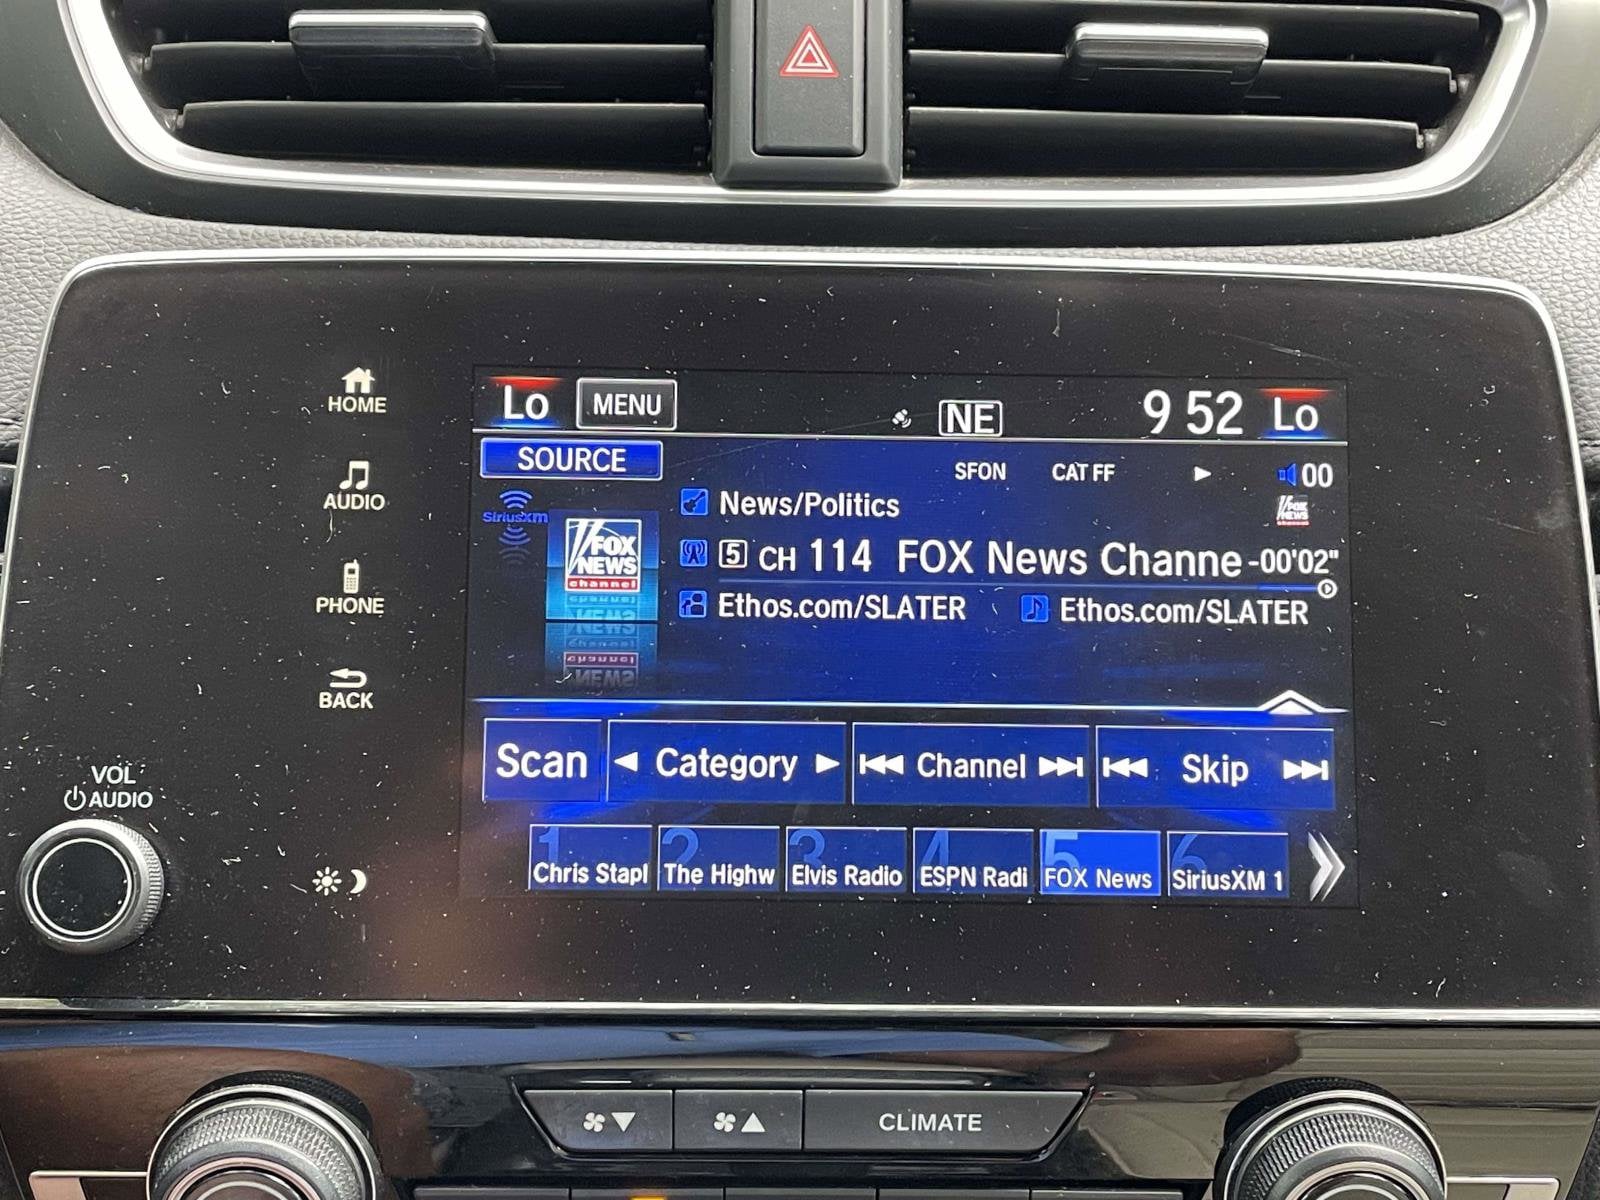 HOME
AUDIO
PHONE
BACK
VOL
AUDIO
Lo MENU NE 9 52 Lo
SOURCE SFON CAT FF 00
SiriusXM News/Politics
FOX NEWS channel
FOX NEWS channel
5 CH 114 FOX News Channe -00'02"
Ethos.com/SLATER Ethos.com/SLATER
Scan Category Channel Skip
1 2 3 4 5 6
Chris Stapl The Highw Elvis Radio ESPN Radi FOX News SiriusXM 1
CLIMATE